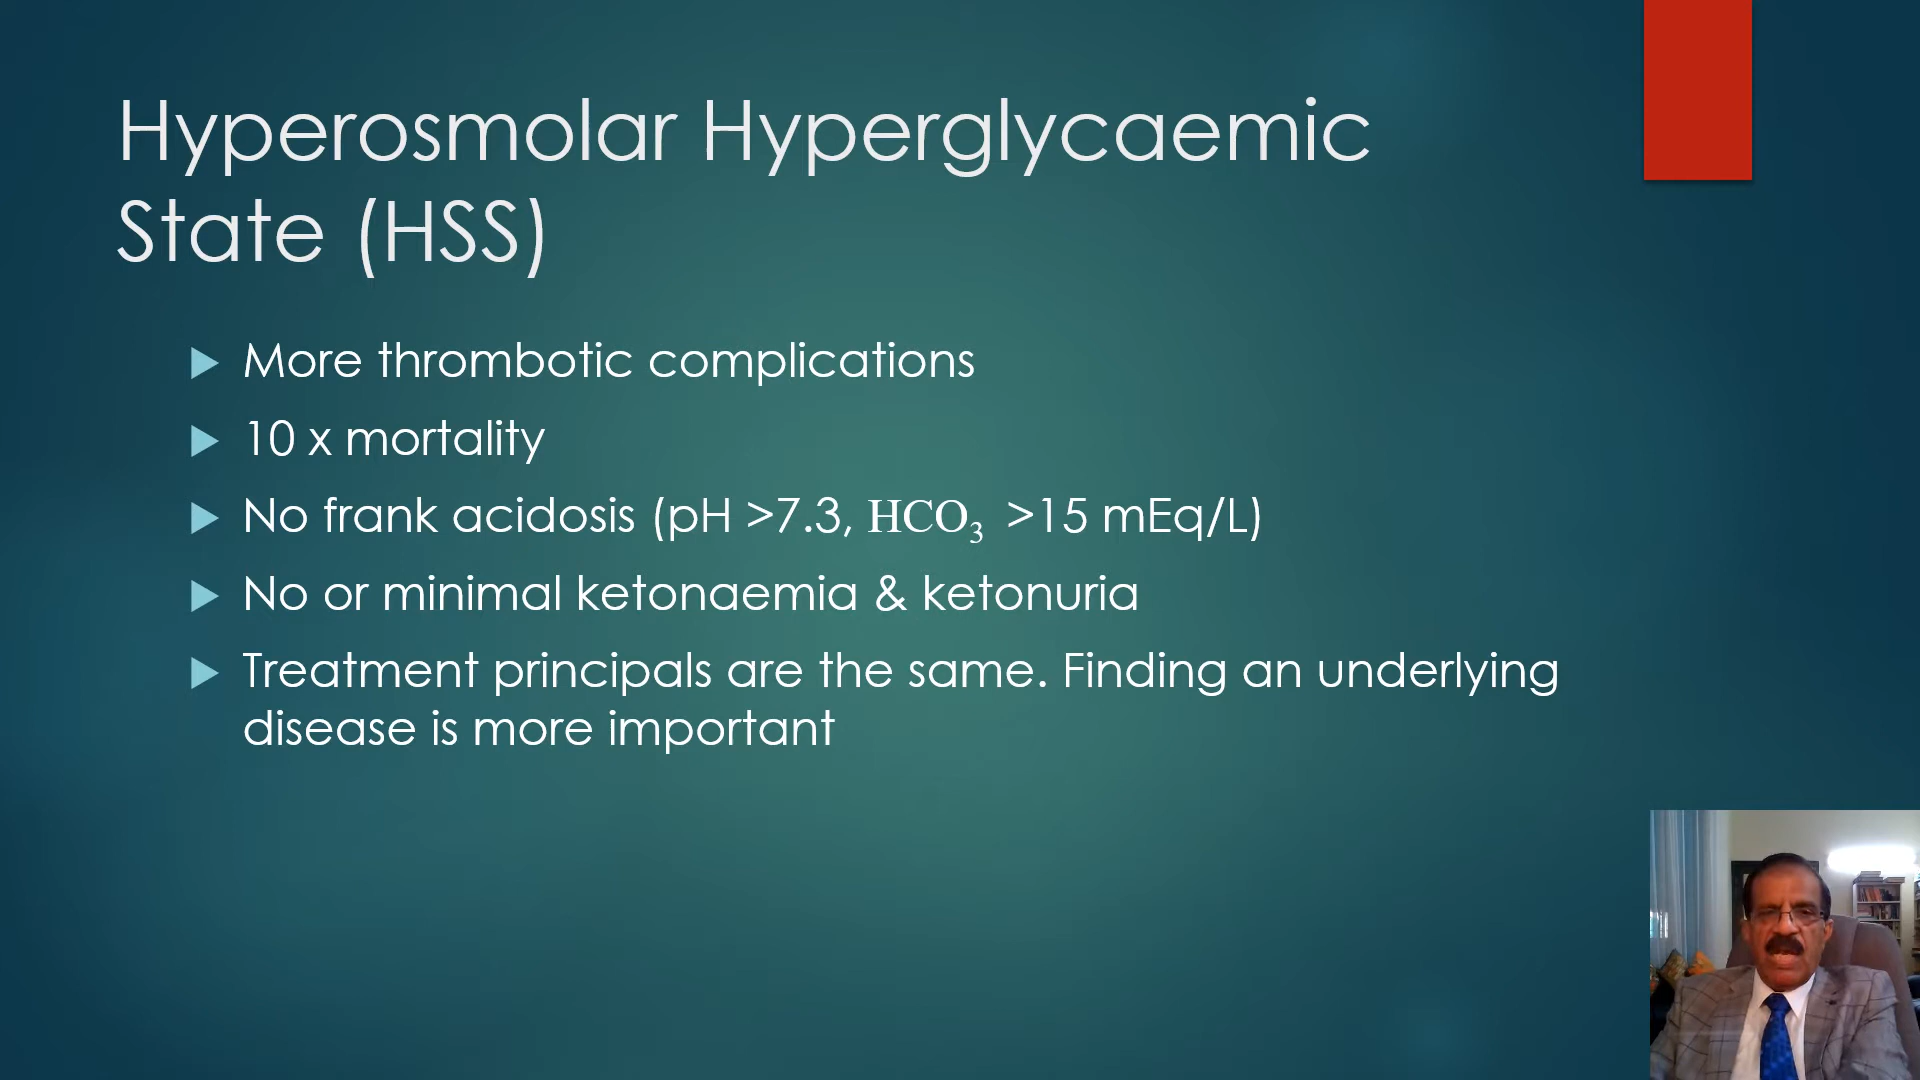 Hyperosmolar Hyperglycaemic
State (HSS)
More thrombotic complications
10 x mortality
No frank acidosis (pH >7.3, HCO₃ >15 mEq/L)
No or minimal ketonaemia & ketonuria
Treatment principals are the same. Finding an underlying
disease is more important